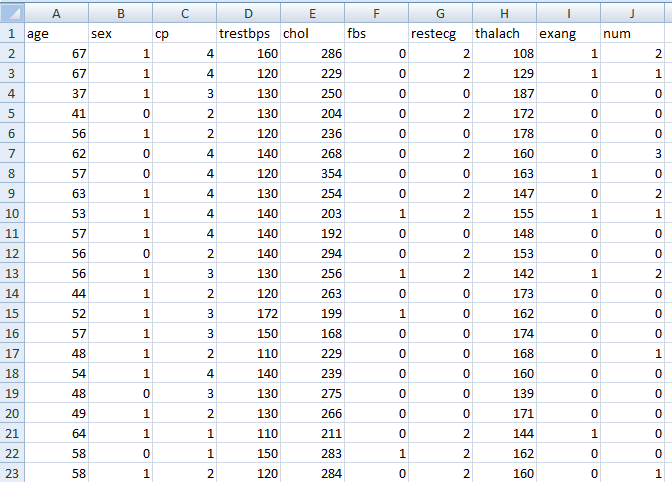 A B C D E F G H I J
1 age sex cp trestbps chol fbs restecg thalach exang num
2 67 1 4 160 286 0 2 108 1 2
3 67 1 4 120 229 0 2 129 1 1
4 37 1 3 130 250 0 0 187 0 0
5 41 0 2 130 204 0 2 172 0 0
6 56 1 2 120 236 0 0 178 0 0
7 62 0 4 140 268 0 2 160 0 3
8 57 0 4 120 354 0 0 163 1 0
9 63 1 4 130 254 0 2 147 0 2
10 53 1 4 140 203 1 2 155 1 1
11 57 1 4 140 192 0 0 148 0 0
12 56 0 2 140 294 0 2 153 0 0
13 56 1 3 130 256 1 2 142 1 2
14 44 1 2 120 263 0 0 173 0 0
15 52 1 3 172 199 1 0 162 0 0
16 57 1 3 150 168 0 0 174 0 0
17 48 1 2 110 229 0 0 168 0 1
18 54 1 4 140 239 0 0 160 0 0
19 48 0 3 130 275 0 0 139 0 0
20 49 1 2 130 266 0 0 171 0 0
21 64 1 1 110 211 0 2 144 1 0
22 58 0 1 150 283 1 2 162 0 0
23 58 1 2 120 284 0 2 160 0 1